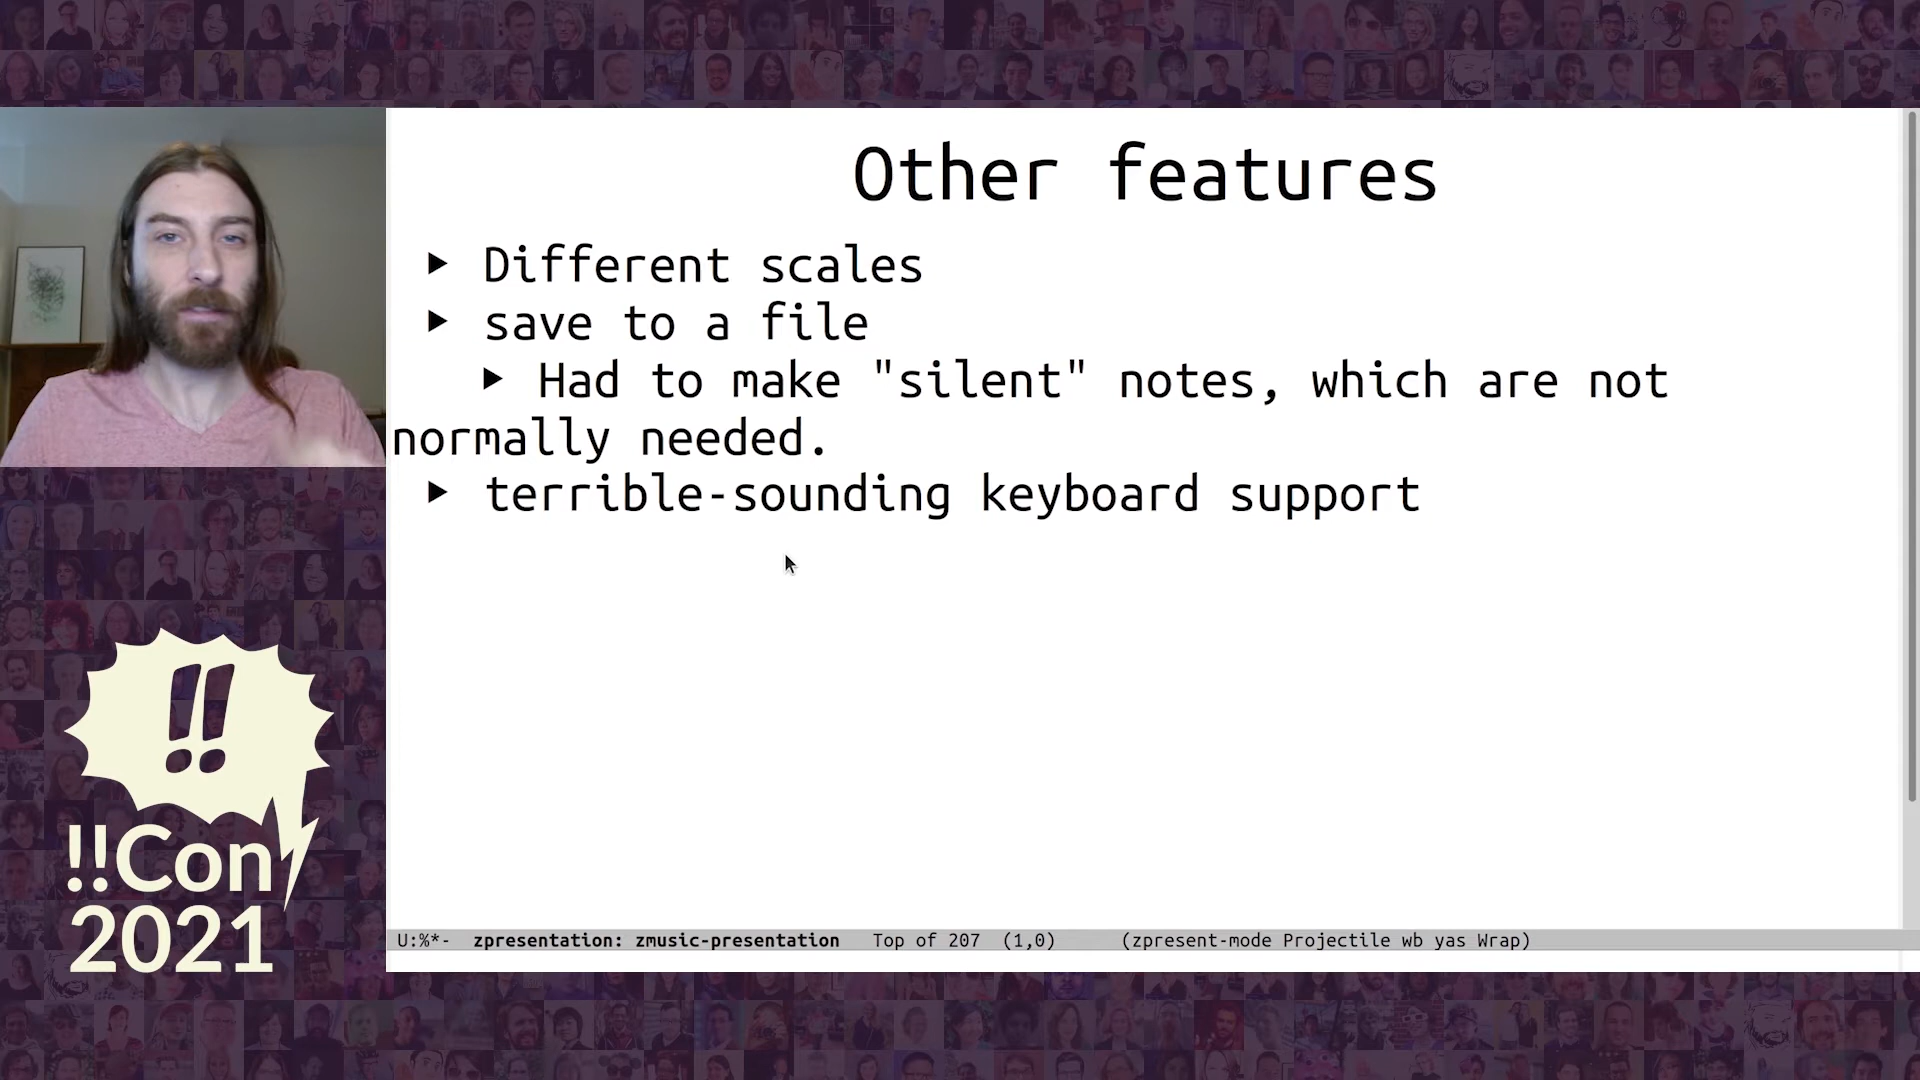 Other features
▶ Different scales
▶ save to a file
▶ Had to make "silent" notes, which are not
normally needed.
▶ terrible-sounding keyboard support
U:%*- zpresentation: zmusic-presentation Top of 207 (1,0) (zpresent-mode Projectile wb yas Wrap)
!!
!!Con
2021